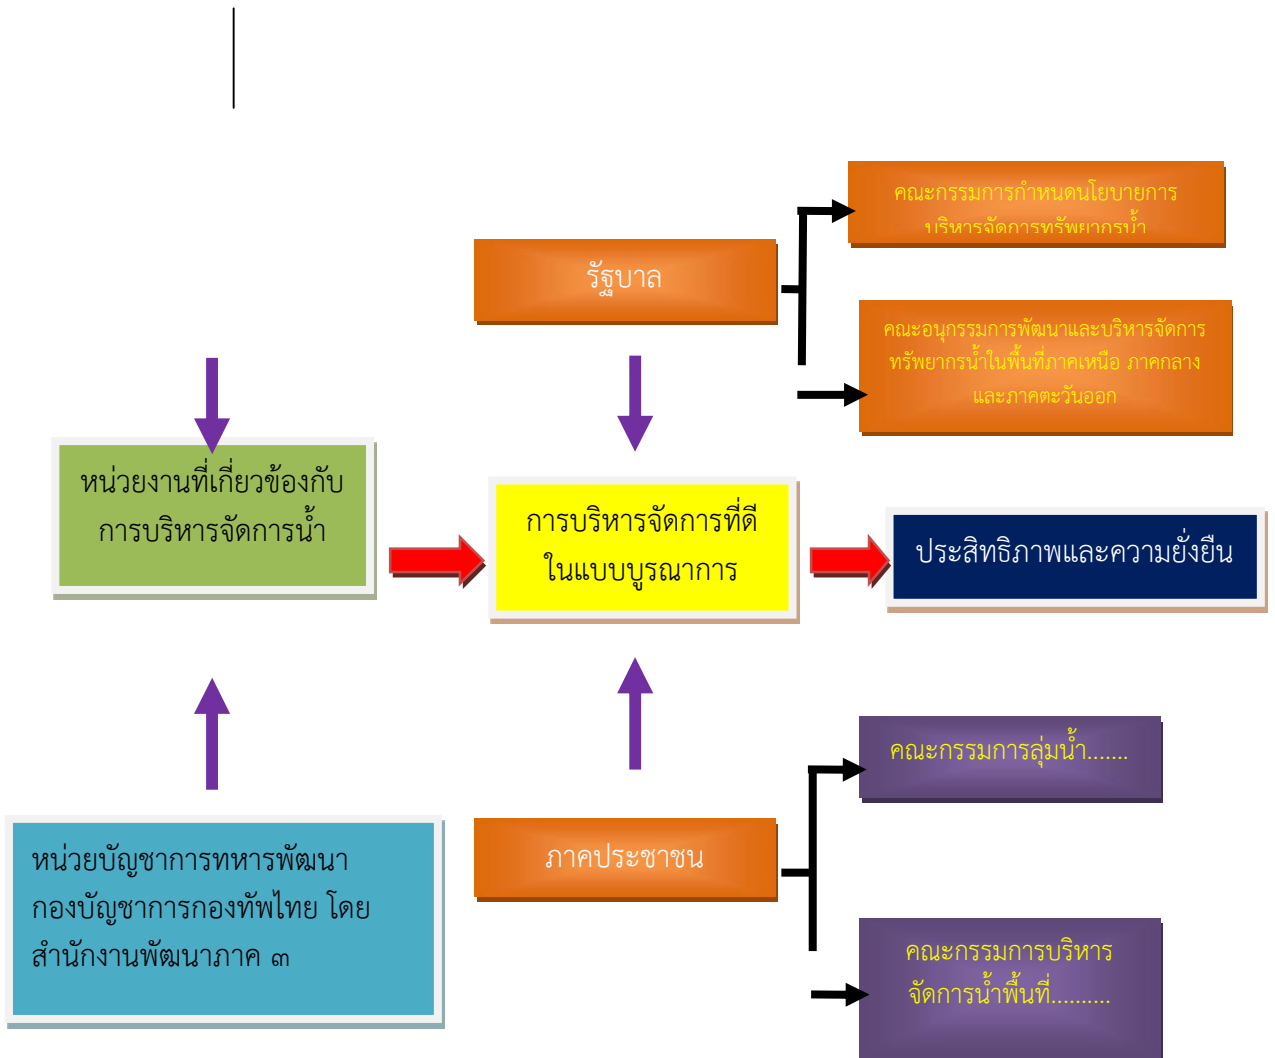 คณะกรรมการกำหนดนโยบายการ
บริหารจัดการทรัพยากรน้ำ
รัฐบาล
คณะอนุกรรมการพัฒนาและบริหารจัดการ
ทรัพยากรน้ำในพื้นที่ภาคเหนือ ภาคกลาง
และภาคตะวันออก
หน่วยงานที่เกี่ยวข้องกับ
การบริหารจัดการน้ำ
การบริหารจัดการที่ดี
ในแบบบูรณาการ
ประสิทธิภาพและความยั่งยืน
คณะกรรมการลุ่มน้ำ.......
หน่วยบัญชาการทหารพัฒนา
กองบัญชาการกองทัพไทย โดย
สำนักงานพัฒนาภาค ๓
ภาคประชาชน
คณะกรรมการบริหาร
จัดการน้ำพื้นที่..........